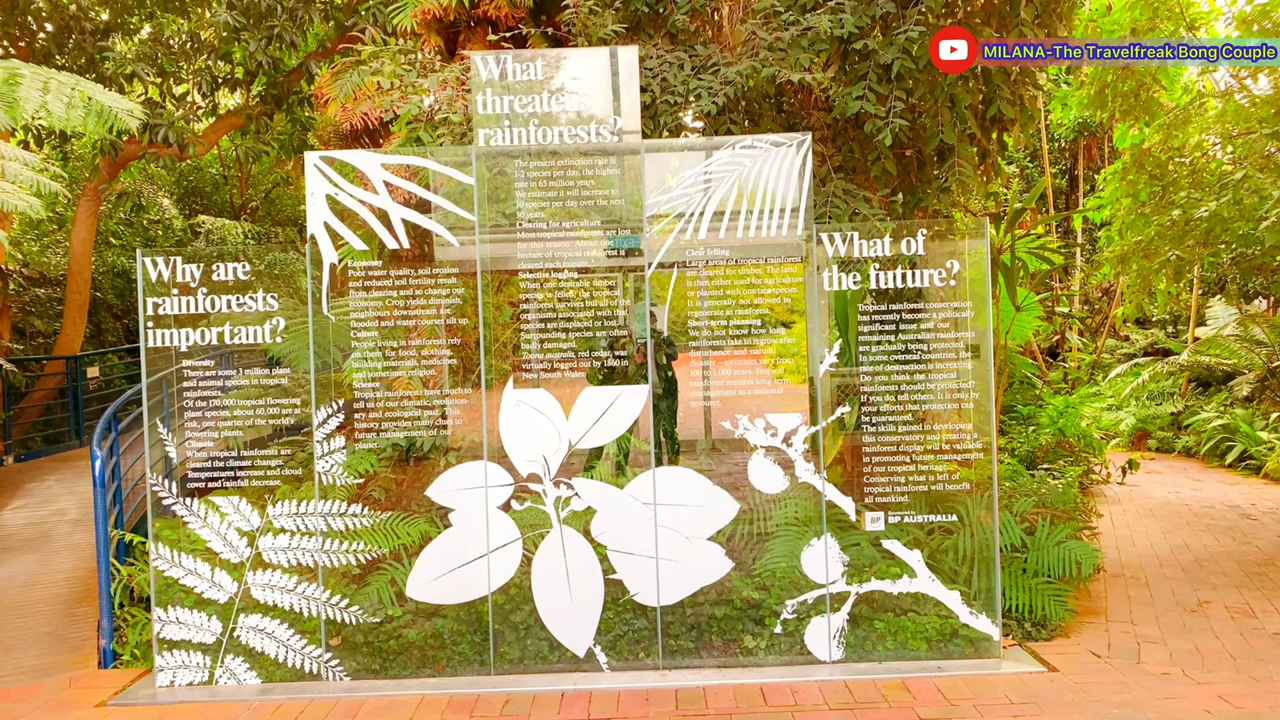 MILANA-The Travelfreak Bong Couple
Why are
rainforests
important?
Diversity
There are some 3 million plant
and animal species in tropical
rainforests.
Of the 170,000 tropical flowering
plant species, about 60,000 are at
risk, one quarter of the world's
flowering plants.
Climate
When tropical rainforests are
cleared the climate changes.
Temperatures increase and cloud
cover and rainfall decrease.
Economy
Poor water quality, soil erosion
and reduced soil fertility result
from clearing and so change our
economy. Crop yields diminish,
neighbours downstream are
flooded and water courses silt up.
Culture
People living in rainforests rely
on them for food, clothing,
building materials, medicines
and sometimes religion.
Science
Tropical rainforests have much to
tell us of our climatic, evolution-
ary and ecological past. This
history provides many clues to
future management of our
planet.
What
threatens
rainforests?
The present extinction rate is
1-2 species per day, the highest
rate in 65 million years.
We estimate it will increase to
10 species per day over the next
30 years.
Clearing for agriculture
Most tropical rainforests are lost
for this reason. About one
hectare of tropical rainforest is
cleared each minute.
Selective logging
When one desirable timber
species is felled, the tropical
rainforest survives but all of the
organisms associated with that
species are displaced or lost.
Surrounding species are often
badly damaged.
Toona australis, red cedar, was
virtually logged out by 1860 in
New South Wales.
Clear felling
Large areas of tropical rainforest
are cleared for timber. The land
is then either used for agriculture
or planted with one tree species.
It is generally not allowed to
regenerate as rainforest.
Short-term planning
We do not know how long
rainforests take to regrow after
disturbance and natural
disaster - estimates vary from
100 to 1,000 years.
rainforest requires long-term
management as a national
resource.
What of
the future?
Tropical rainforest conservation
has recently become a politically
significant issue and our
remaining Australian rainforests
are gradually being protected.
In some overseas countries, the
rate of destruction is increasing.
Do you think the tropical
rainforests should be protected?
If you do, tell others. It is only by
your efforts that protection can
be guaranteed.
The skills gained in developing
this conservatory and creating a
rainforest display will be valuable
in promoting future management
of our tropical heritage.
Conserving what is left of
tropical rainforest will benefit
all mankind.
Sponsored by
BP BP AUSTRALIA